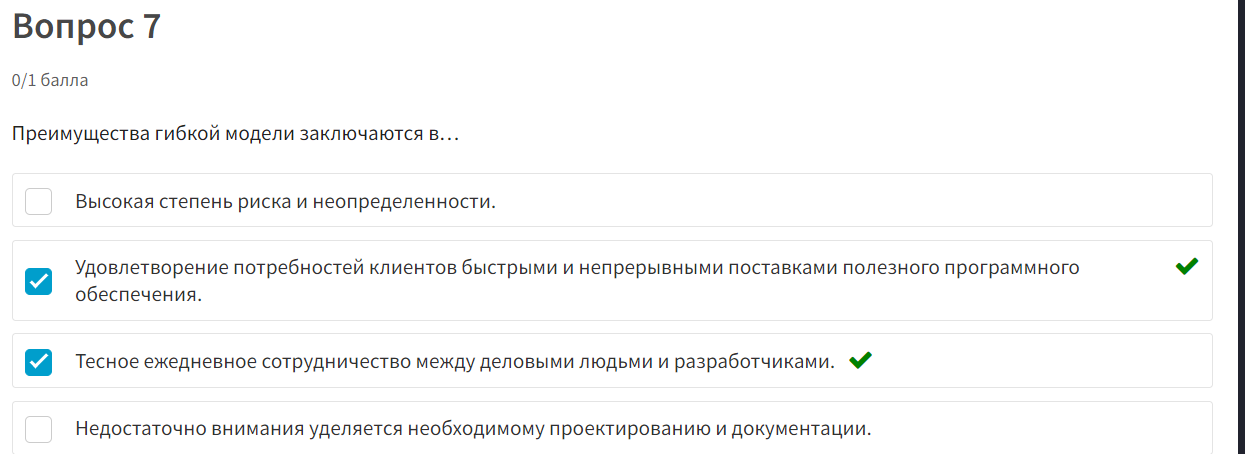 Вопрос 7
0/1 балла
Преимущества гибкой модели заключаются в…
Высокая степень риска и неопределенности.
Удовлетворение потребностей клиентов быстрыми и непрерывными поставками полезного программного
обеспечения.
Тесное ежедневное сотрудничество между деловыми людьми и разработчиками.
Недостаточно внимания уделяется необходимому проектированию и документации.